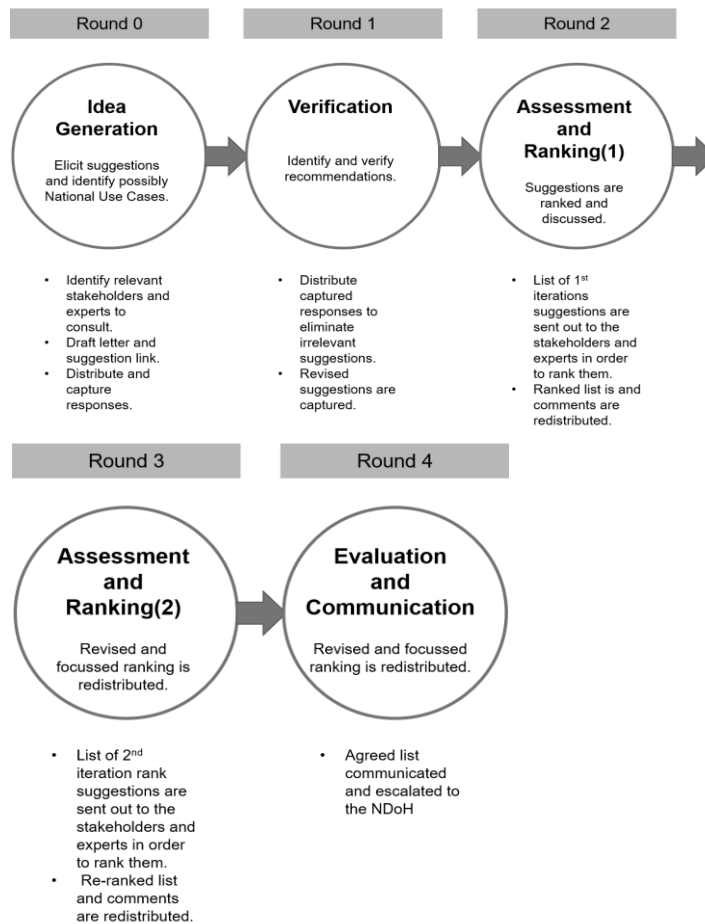 Round 0
Idea
Generation
Elicit suggestions
and identify possibly
National Use Cases.
• Identify relevant
stakeholders and
experts to
consult.
• Draft letter and
suggestion link.
• Distribute and
capture
responses.
Round 1
Verification
Identify and verify
recommendations.
• Distribute
captured
responses to
eliminate
irrelevant
suggestions.
• Revised
suggestions are
captured.
Round 2
Assessment
and
Ranking(1)
Suggestions are
ranked and
discussed.
• List of 1st
iterations
suggestions are
sent out to the
stakeholders and
experts in order
to rank them.
• Ranked list is and
comments are
redistributed.
Round 3
Assessment
and
Ranking(2)
Revised and
focussed ranking is
redistributed.
• List of 2nd
iteration rank
suggestions are
sent out to the
stakeholders and
experts in order
to rank them.
• Re-ranked list
and comments
are redistributed.
Round 4
Evaluation
and
Communication
Revised and focussed
ranking is redistributed.
• Agreed list
communicated
and escalated to
the NDoH